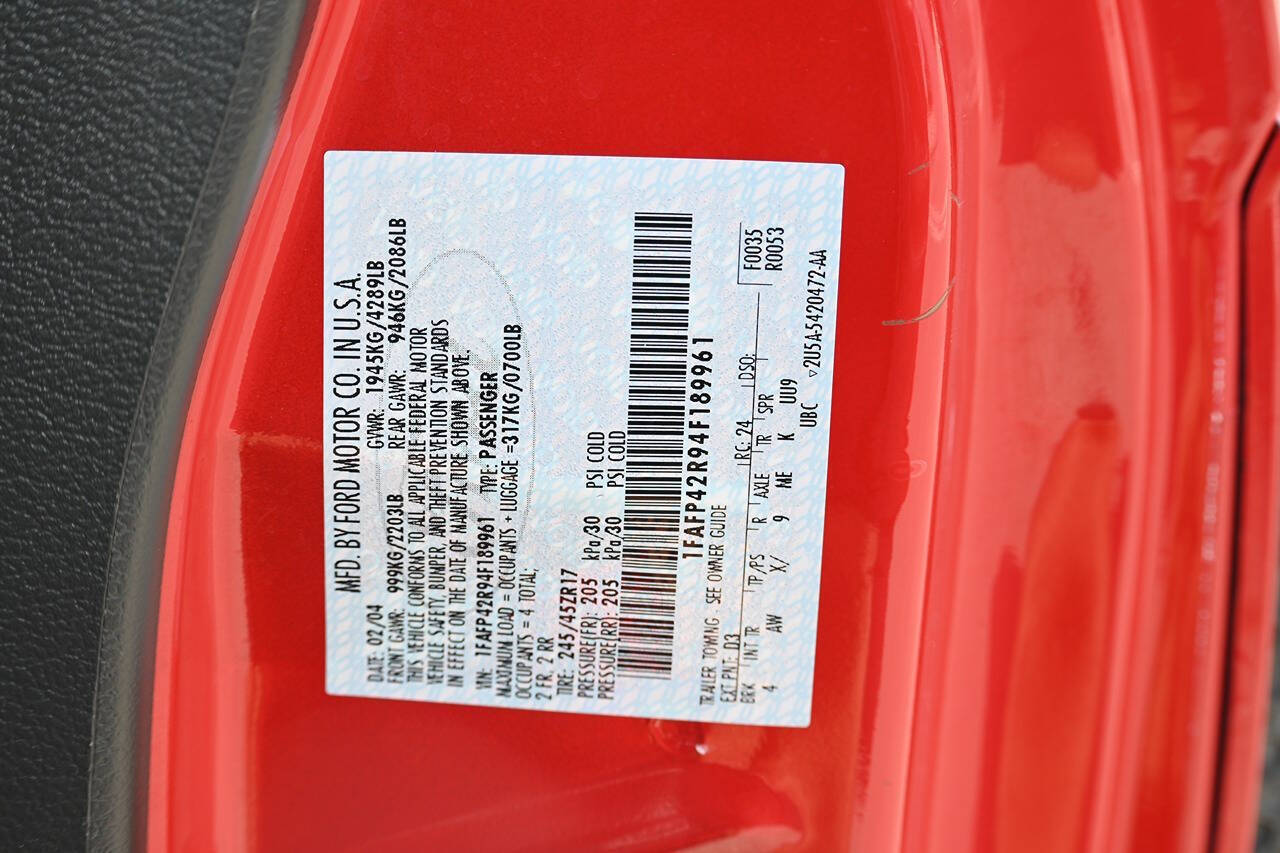 MFD. BY FORD MOTOR CO. IN U.S.A.
DATE: 02/04 GVWR: 1945KG/4289LB
FRONT GAWR: 999KG/2203LB REAR GAWR: 946KG/2086LB
THIS VEHICLE CONFORMS TO ALL APPLICABLE FEDERAL MOTOR
VEHICLE SAFETY, BUMPER, AND THEFT PREVENTION STANDARDS
IN EFFECT ON THE DATE OF MANUFACTURE SHOWN ABOVE.
VIN: 1FAFP42R94F189961 TYPE: PASSENGER
MAXIMUM LOAD = OCCUPANTS + LUGGAGE =317KG/0700LB
OCCUPANTS = 4 TOTAL;
2 FR, 2 RR
TIRE: 245/45ZR17
PRESSURE(FR): 205 kPa/30 PSI COLD
PRESSURE(RR): 205 kPa/30 PSI COLD
1FAFP42R94F189961
TRAILER TOWING - SEE OWNER GUIDE
EXT PNT: D3 RC: 24 DSO: F0035
BRK INT TR TP/PS R AXLE TR SPR R0053
4 AW X/ 9 ME K UU9
UBC ▽2U5A-5420472-AA